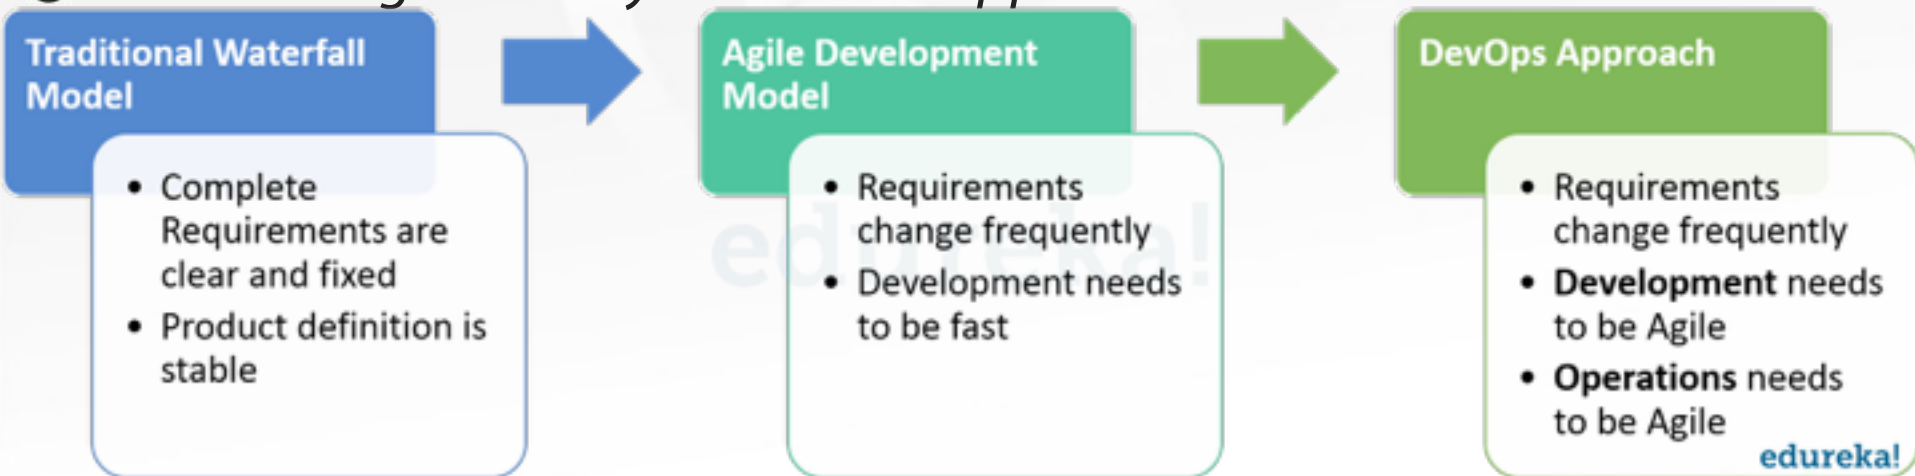 Traditional Waterfall
Model
• Complete
Requirements are
clear and fixed
• Product definition is
stable
Agile Development
Model
• Requirements
change frequently
• Development needs
to be fast
DevOps Approach
• Requirements
change frequently
• Development needs
to be Agile
• Operations needs
to be Agile
edureka!
edureka!